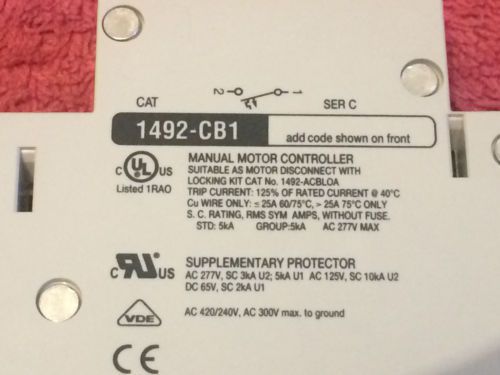 2 1
CAT SER C
1492-CB1 add code shown on front
MANUAL MOTOR CONTROLLER
SUITABLE AS MOTOR DISCONNECT WITH
C UL US LOCKING KIT CAT No. 1492-ACBLOA
Listed 1RAO TRIP CURRENT: 125% OF RATED CURRENT @ 40°C
Cu WIRE ONLY: ≤ 25A 60/75°C, > 25A 75°C ONLY
S. C. RATING, RMS SYM AMPS, WITHOUT FUSE.
STD: 5kA GROUP:5kA AC 277V MAX
SUPPLEMENTARY PROTECTOR
C RU US AC 277V, SC 3kA U2; 5kA U1 AC 125V, SC 10kA U2
DC 65V, SC 2kA U1
VDE AC 420/240V, AC 300V max. to ground
CE